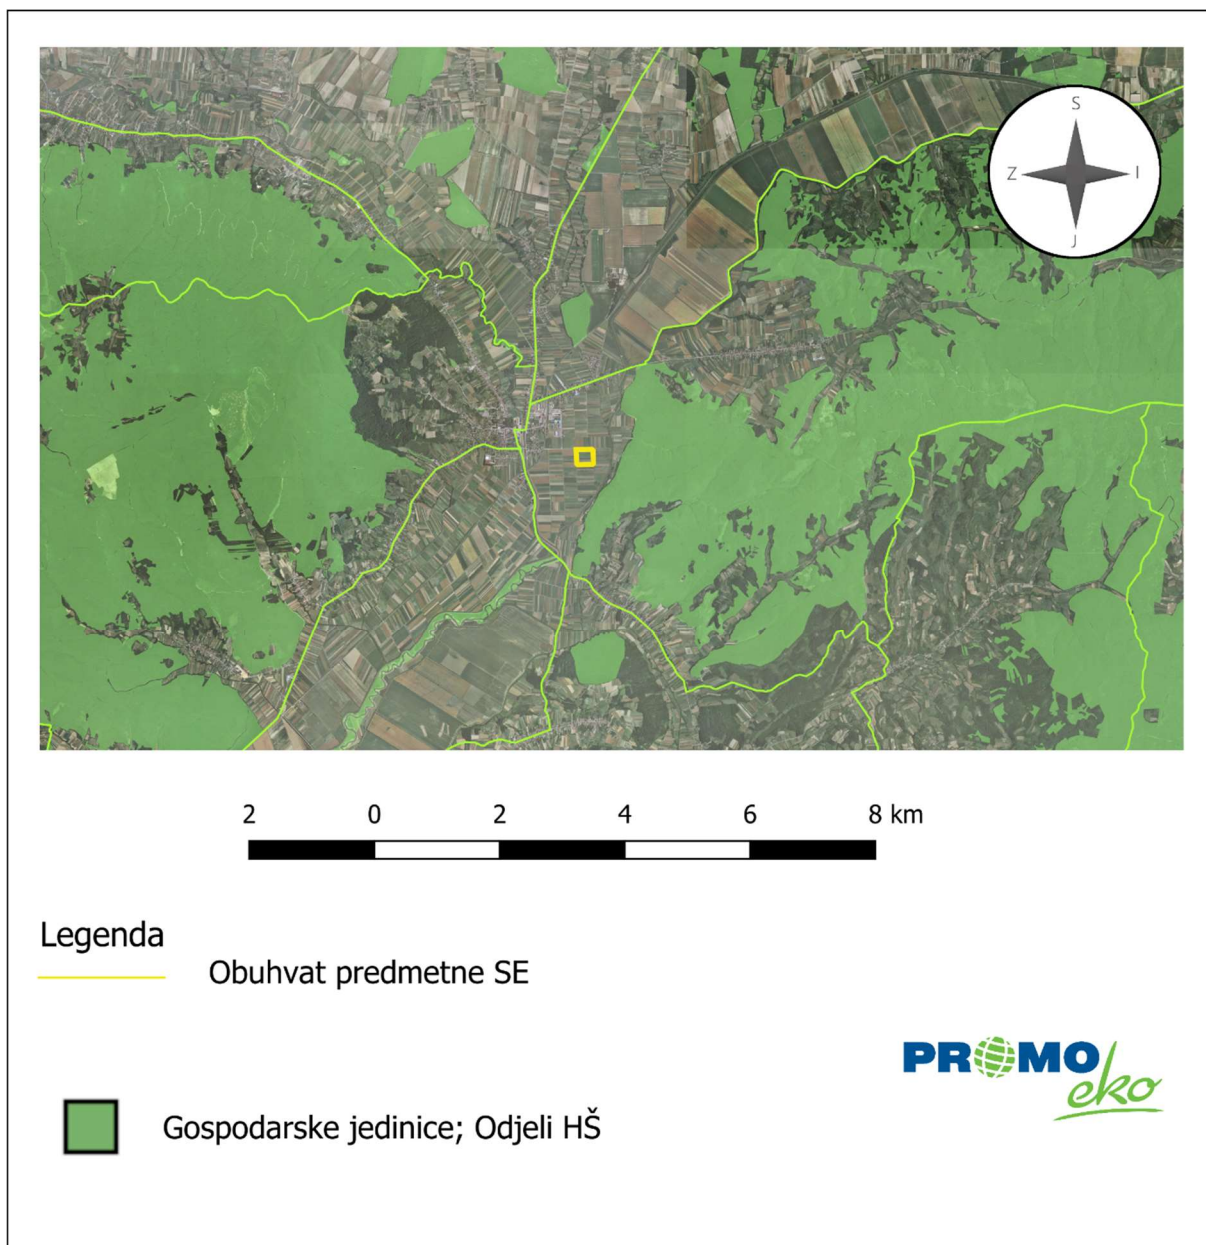 S
Z I
J
2 0 2 4 6 8 km
Legenda
Obuhvat predmetne SE
PROMO
eko
Gospodarske jedinice; Odjeli HŠ